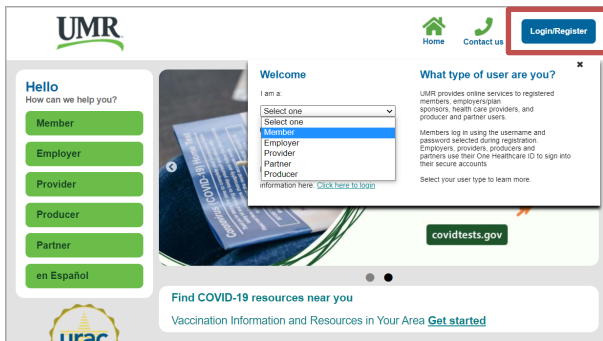 UMR
Home
Contact us
Login/Register
Hello
How can we help you?
Member
Employer
Provider
Producer
Partner
en Español
urac
Welcome
I am a:
Select one
Select one
Member
Employer
Provider
Partner
Producer
information here. Click here to login
What type of user are you?
UMR provides online services to registered
members, employers/plan
sponsors, health care providers, and
producer and partner users.
Members log in using the username and
password selected during registration.
Employers, providers, producers and
partners use their One Healthcare ID to sign into
their secure accounts
Select your user type to learn more.
Coronavirus (COVID-19) Home Test
covidtests.gov
Find COVID-19 resources near you
Vaccination Information and Resources in Your Area Get started